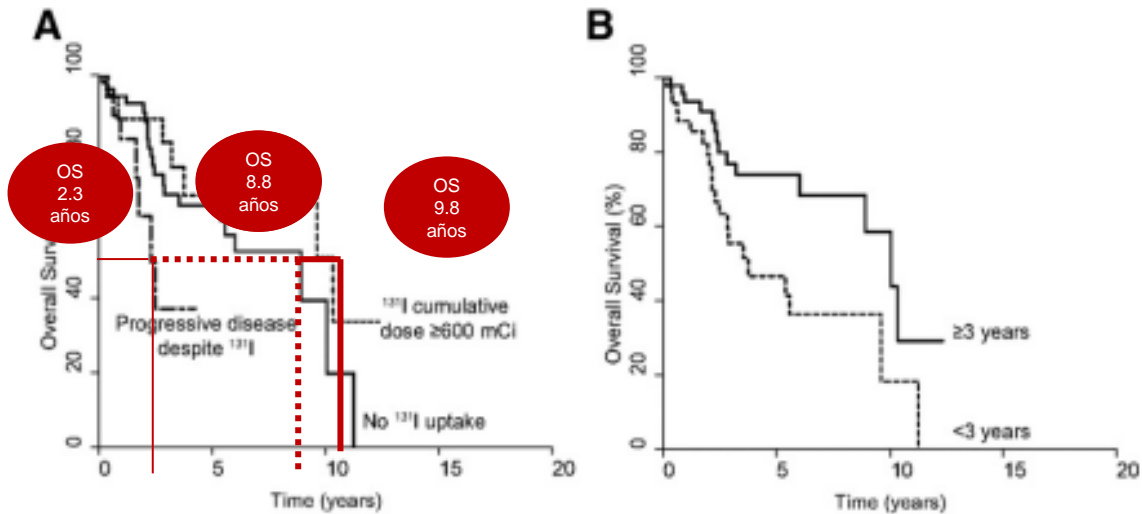 A
100
80
Overall Surv
40
20
0
OS
2.3
años
OS
8.8
años
OS
9.8
años
Progressive disease
despite ¹³¹I
¹³¹I cumulative
dose ≥600 mCi
No ¹³¹I uptake
0
5
10
15
20
Time (years)
B
100
80
60
40
20
0
Overall Survival (%)
≥3 years
<3 years
0
5
10
15
20
Time (years)